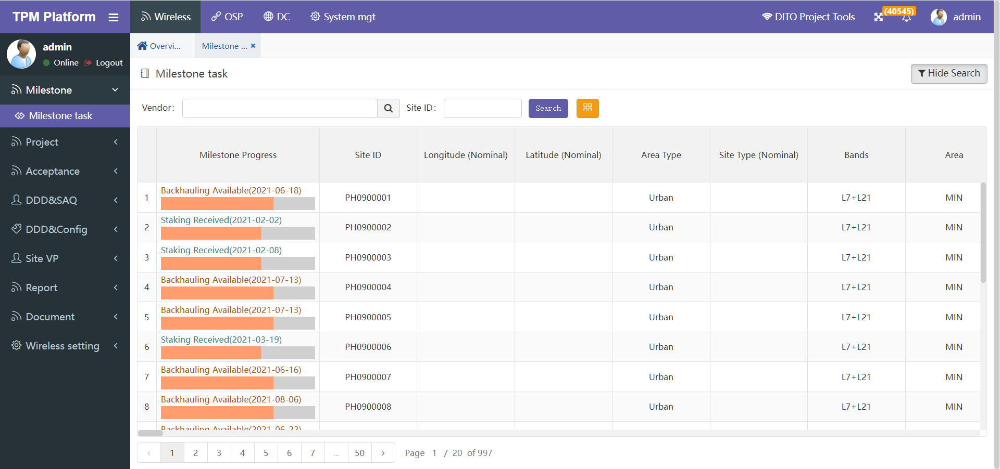 TPM Platform
Wireless
OSP
DC
System mgt
DITO Project Tools
(40545)
admin
admin
Online
Logout
Milestone
Milestone task
Project
Acceptance
DDD&SAQ
DDD&Config
Site VP
Report
Document
Wireless setting
Overvi...
Milestone ...
Milestone task
Hide Search
Vendor:
Site ID:
Search
Milestone Progress Site ID Longitude (Nominal) Latitude (Nominal) Area Type Site Type (Nominal) Bands Area
1 Backhauling Available(2021-06-18) PH0900001 Urban L7+L21 MIN
2 Staking Received(2021-02-02) PH0900002 Urban L7+L21 MIN
3 Staking Received(2021-02-08) PH0900003 Urban L7+L21 MIN
4 Backhauling Available(2021-07-13) PH0900004 Urban L7+L21 MIN
5 Backhauling Available(2021-07-13) PH0900005 Urban L7+L21 MIN
6 Staking Received(2021-03-19) PH0900006 Urban L7+L21 MIN
7 Backhauling Available(2021-06-16) PH0900007 Urban L7+L21 MIN
8 Backhauling Available(2021-08-06) PH0900008 Urban L7+L21 MIN
Backhauling Available(2021-06-22)
< 1 2 3 4 5 6 7 ... 50 > Page 1 / 20 of 997